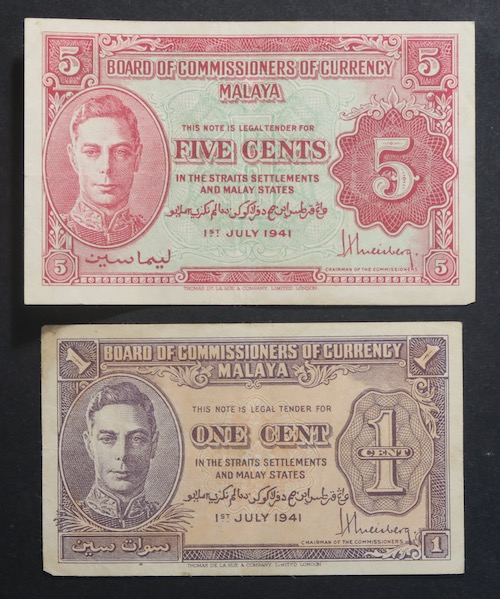 5 5
BOARD OF COMMISSIONERS OF CURRENCY
MALAYA
THIS NOTE IS LEGAL TENDER FOR
FIVE CENTS
5
IN THE STRAITS SETTLEMENTS
AND MALAY STATES
1ST JULY 1941
ليما سين
CHAIRMAN OF THE COMMISSIONERS
5 5
THOMAS DE LA RUE & COMPANY, LIMITED, LONDON.
1 1
BOARD OF COMMISSIONERS OF CURRENCY
MALAYA
THIS NOTE IS LEGAL TENDER FOR
ONE CENT
1
CENT
IN THE STRAITS SETTLEMENTS
AND MALAY STATES
1ST JULY 1941
سوات سين
CHAIRMAN OF THE COMMISSIONERS
1
THOMAS DE LA RUE & COMPANY, LIMITED, LONDON.